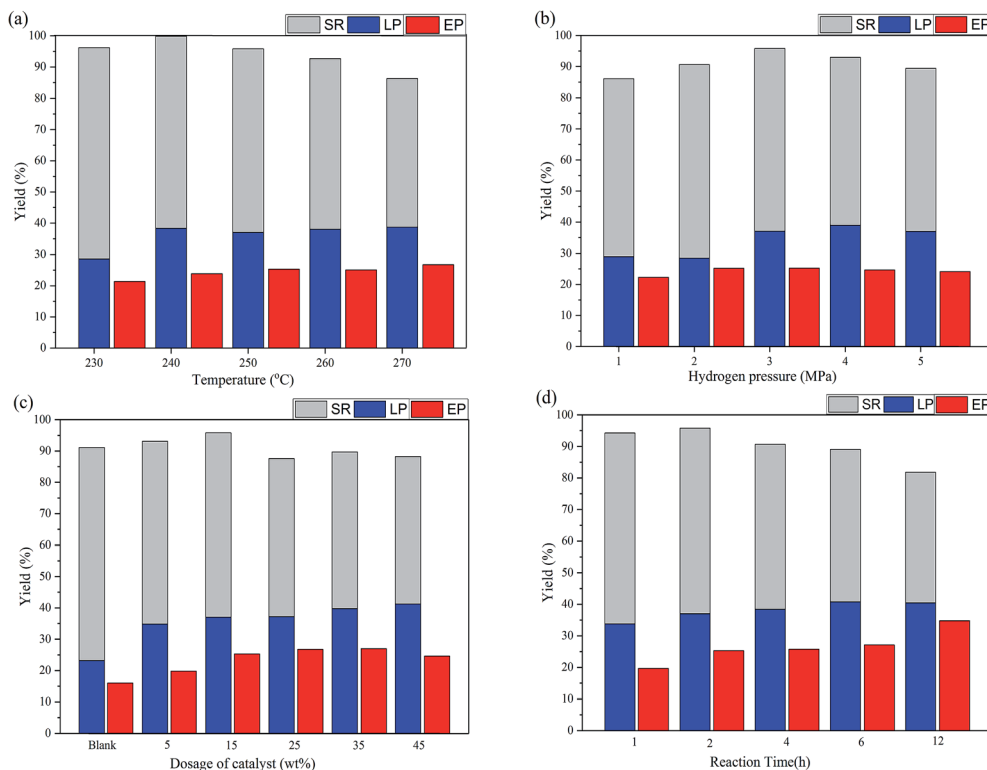 (a)
SR LP EP
100
90
80
70
60
50
40
30
20
10
0
Yield (%)
230 240 250 260 270
Temperature (°C)
(b)
SR LP EP
100
90
80
70
60
50
40
30
20
10
0
Yield (%)
1 2 3 4 5
Hydrogen pressure (MPa)
(c)
SR LP EP
100
90
80
70
60
50
40
30
20
10
0
Yield (%)
Blank 5 15 25 35 45
Dosage of catalyst (wt%)
(d)
SR LP EP
100
90
80
70
60
50
40
30
20
10
0
Yield (%)
1 2 4 6 12
Reaction Time(h)